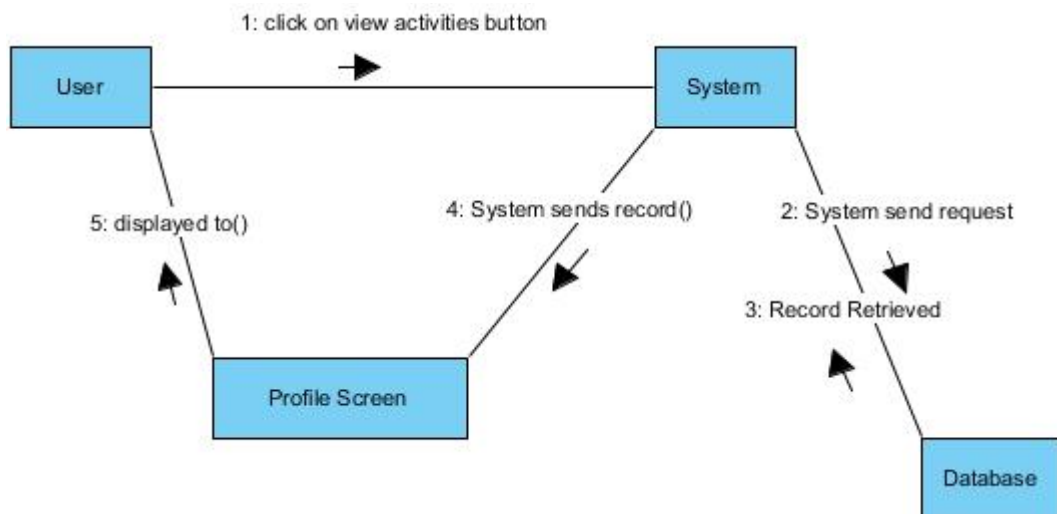 1: click on view activities button
User
System
5: displayed to()
4: System sends record()
2: System send request
3: Record Retrieved
Profile Screen
Database